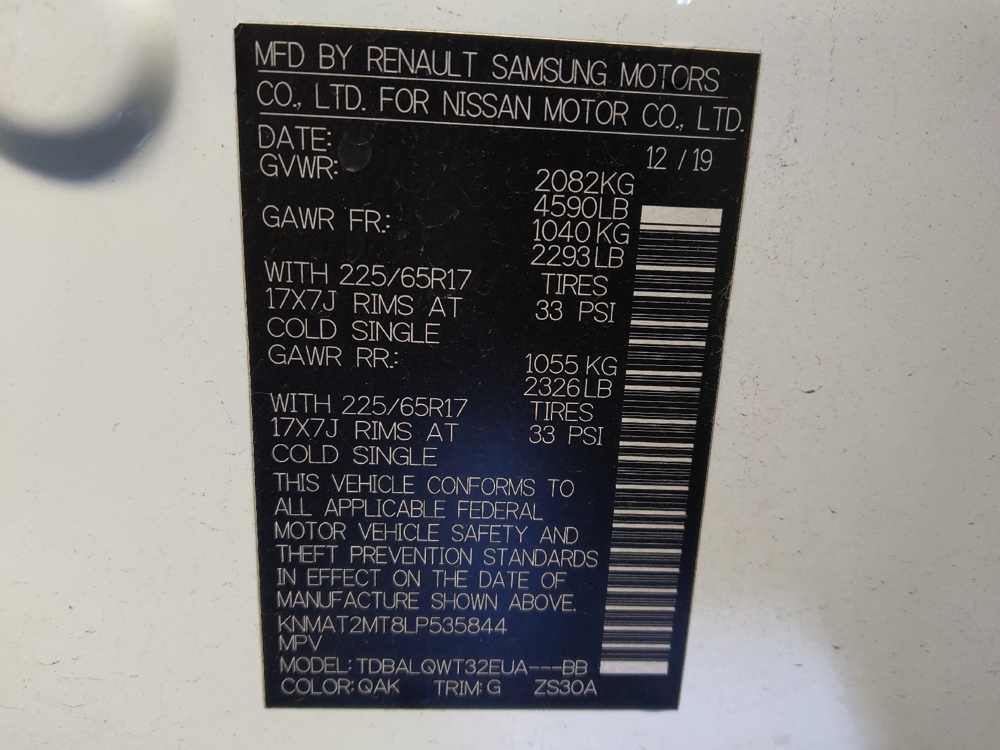 MFD BY RENAULT SAMSUNG MOTORS
CO., LTD. FOR NISSAN MOTOR CO., LTD.
DATE: 12 / 19
GVWR: 2082KG
4590LB
GAWR FR: 1040 KG
2293 LB
WITH 225/65R17 TIRES
17X7J RIMS AT 33 PSI
COLD SINGLE
GAWR RR.: 1055 KG
2326 LB
WITH 225/65R17 TIRES
17X7J RIMS AT 33 PSI
COLD SINGLE
THIS VEHICLE CONFORMS TO
ALL APPLICABLE FEDERAL
MOTOR VEHICLE SAFETY AND
THEFT PREVENTION STANDARDS
IN EFFECT ON THE DATE OF
MANUFACTURE SHOWN ABOVE.
KNMAT2MT8LP535844
MPV
MODEL: TDBALQWT32EUA---BB
COLOR: QAK TRIM: G ZS30A